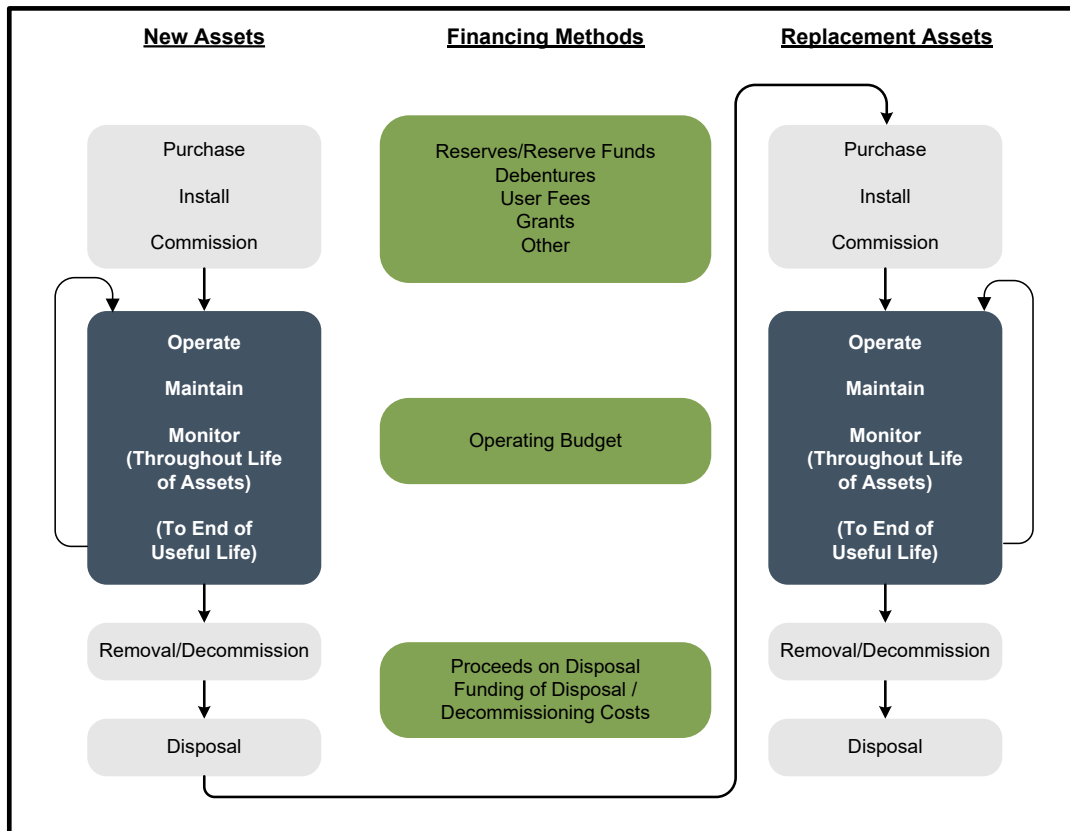 New Assets
Financing Methods
Replacement Assets
Purchase
Install
Commission
Operate
Maintain
Monitor
(Throughout Life
of Assets)
(To End of
Useful Life)
Removal/Decommission
Disposal
Reserves/Reserve Funds
Debentures
User Fees
Grants
Other
Operating Budget
Proceeds on Disposal
Funding of Disposal /
Decommissioning Costs
Purchase
Install
Commission
Operate
Maintain
Monitor
(Throughout Life
of Assets)
(To End of
Useful Life)
Removal/Decommission
Disposal